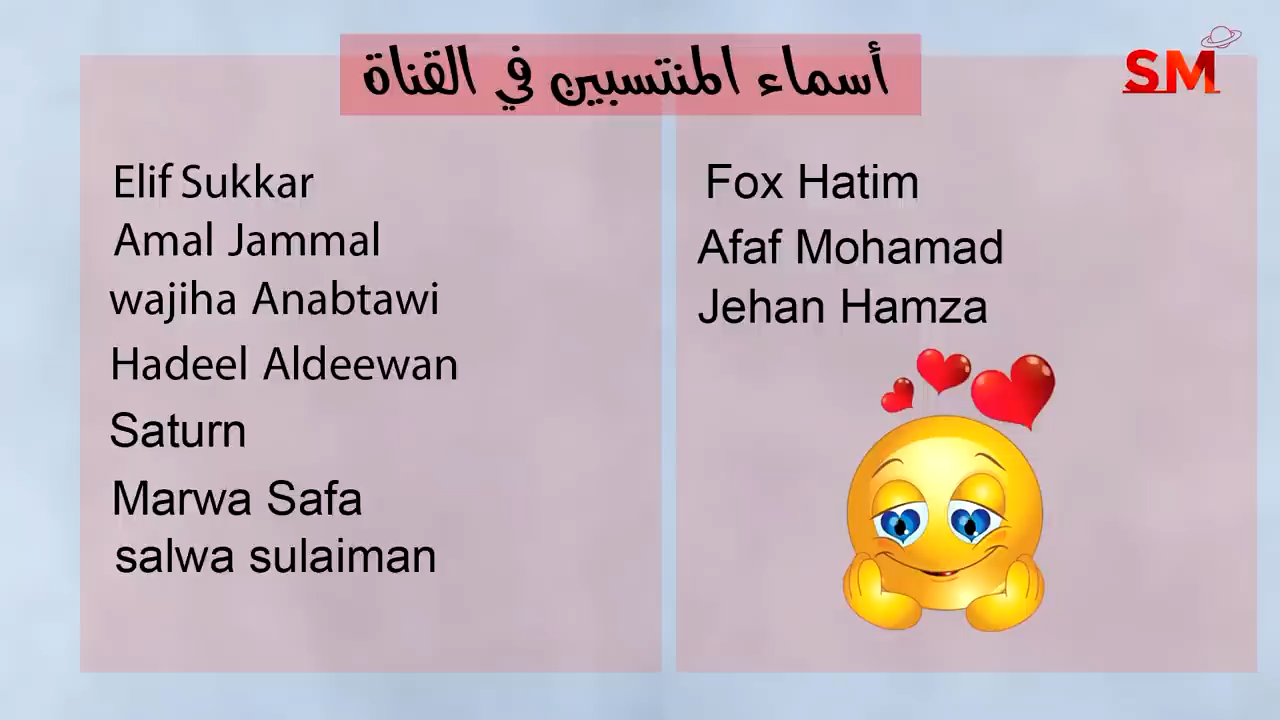 أسماء المنتسبين في القناة
SM
Elif Sukkar
Amal Jammal
wajiha Anabtawi
Hadeel Aldeewan
Saturn
Marwa Safa
salwa sulaiman
Fox Hatim
Afaf Mohamad
Jehan Hamza